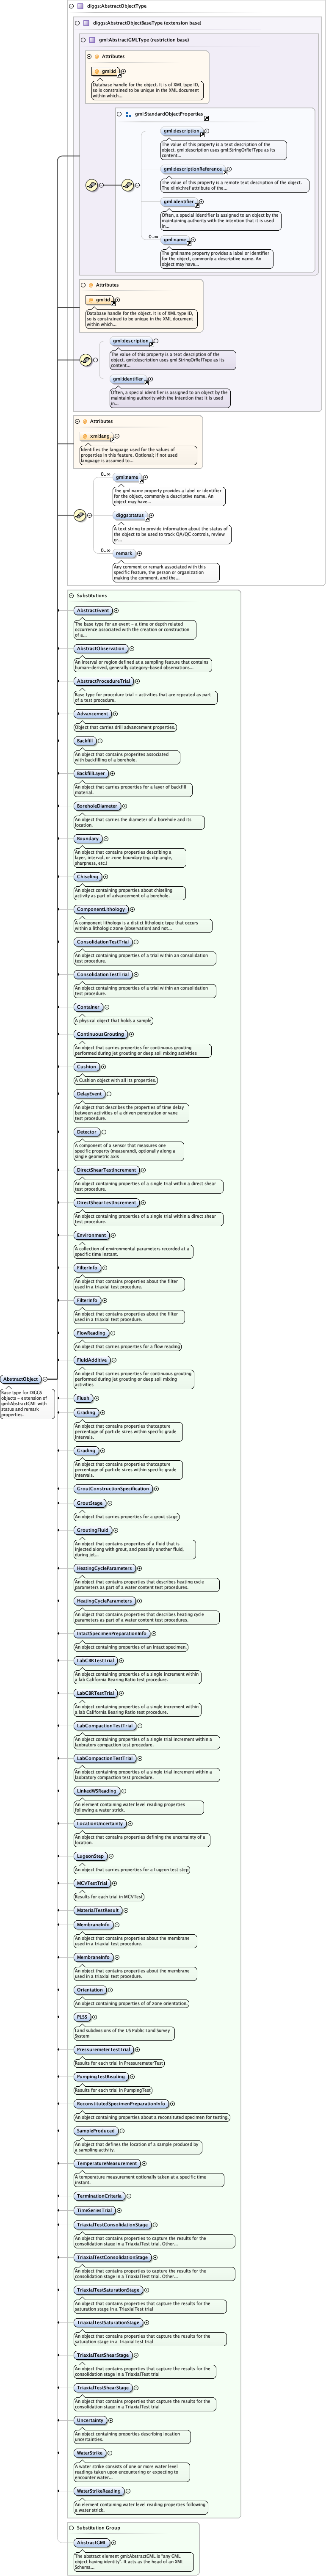 diggs:AbstractObjectType
diggs:AbstractObjectBaseType (extension base)
gml:AbstractGMLType (restriction base)
Attributes
gml:id
Database handle for the object. It is of XML type ID,
so is constrained to be unique in the XML document
within which...
gml:StandardObjectProperties
gml:description
The value of this property is a text description of the
object. gml:description uses gml:StringOrRefType as its
content...
gml:descriptionReference
The value of this property is a remote text description of the object.
The xlink:href attribute of the...
gml:identifier
Often, a special identifier is assigned to an object by the
maintaining authority with the intention that it is
used in...
0..∞
gml:name
The gml:name property provides a label or identifier
for the object, commonly a descriptive name. An
object may have...
Attributes
gml:id
Database handle for the object. It is of XML type ID,
so is constrained to be unique in the XML document
within which...
gml:description
The value of this property is a text description of the
object. gml:description uses gml:StringOrRefType as its
content...
gml:identifier
Often, a special identifier is assigned to an object by the
maintaining authority with the intention that it is
used in...
Attributes
xml:lang
Identifies the language used for the values of
properties in this feature. Optional; if not used
language is assumed to...
0..∞
gml:name
The gml:name property provides a label or identifier
for the object, commonly a descriptive name. An
object may have...
diggs:status
A text string to provide information about the status of
the object to be used to track QA/QC controls, review
or...
0..∞
remark
Any comment or remark associated with this
specific feature, the person or organization
making the comment, and the...
Substitutions
AbstractEvent
The base type for an event - a time or depth related
occurrence associated with the creation or construction
of a...
AbstractObservation
An interval or region defined at a sampling feature that contains
human-derived, generally category-based observations...
AbstractProcedureTrial
Base type for procedure trial - activities that are repeated as part
of a test procedure.
Advancement
Object that carries drill advancement properties.
Backfill
An object that contains properites associated
with backfilling of a borehole.
BackfillLayer
An object that carries properties for a layer of backfill
material.
BoreholeDiameter
An object that carries the diameter of a borehole and its
location.
Boundary
An object that contains properties describing a
layer, interval, or zone boundary (eg. dip angle,
sharpness, etc.)
Chiseling
An object containing properties about chiseling
activity as part of advancement of a borehole.
ComponentLithology
A component lithology is a distict lithologic type that occurs
within a lithologic zone (observation) and not...
ConsolidationTestTrial
An object containing properties of a trial within an consolidation
test procedure.
ConsolidationTestTrial
An object containing properties of a trial within an consolidation
test procedure.
Container
A physical object that holds a sample
ContinuousGrouting
An object that carries properties for continuous grouting
performed during jet grouting or deep soil mixing activities
Cushion
A Cushion object with all its properties.
DelayEvent
An object that describes the properties of time delay
between activities of a driven penetration or vane
test procedure.
Detector
A component of a sensor that measures one
specific property (measurand), optionally along a
single geometric axis
DirectShearTestIncrement
An object containing properties of a single trial within a direct shear
test procedure.
DirectShearTestIncrement
An object containing properties of a single trial within a direct shear
test procedure.
Environment
A collection of environmental parameters recorded at a
specific time instant.
FilterInfo
An object that contains properties about the filter
used in a triaxial test procedure.
FilterInfo
An object that contains properties about the filter
used in a triaxial test procedure.
FlowReading
An object that carries properties for a flow reading
FluidAdditive
An object that carries properties for continuous grouting
performed during jet grouting or deep soil mixing
activities
AbstractObject
Base type for DIGGS
objects - extension of
gml:AbstractGML with
status and remark
properties.
Flush
Grading
An object that contains properties thatcapture
percentage of particle sizes within specific grade
intervals.
Grading
An object that contains properties thatcapture
percentage of particle sizes within specific grade
intervals.
GroutConstructionSpecification
GroutStage
An object that carries properties for a grout stage
GroutingFluid
An object that contains properties of a fluid that is
injected along with grout, and possibly another fluid,
during jet...
HeatingCycleParameters
An object that contains properties that describes heating cycle
parameters as part of a water content test procedures.
HeatingCycleParameters
An object that contains properties that describes heating cycle
parameters as part of a water content test procedures.
IntactSpecimenPreparationInfo
An object containing properties of an intact specimen.
LabCBRTestTrial
An object containing properties of a single increment within
a lab California Bearing Ratio test procedure.
LabCBRTestTrial
An object containing properties of a single increment within
a lab California Bearing Ratio test procedure.
LabCompactionTestTrial
An object containing properties of a single trial increment within a
laobratory compaction test procedure.
LabCompactionTestTrial
An object containing properties of a single trial increment within a
laobratory compaction test procedure.
LinkedWSReading
An element containing water level reading properties
following a water strick.
LocationUncertainty
An object that contains properties defining the uncertainty of a
location.
LugeonStep
An object that carries properties for a Lugeon test step
MCVTestTrial
Results for each trial in MCVTest
MaterialTestResult
MembraneInfo
An object that contains properties about the membrane
used in a triaxial test procedure.
MembraneInfo
An object that contains properties about the membrane
used in a triaxial test procedure.
Orientation
An object containing properties of of zone orientation.
PLSS
Land subdivisions of the US Public Land Survey
System
PressuremeterTestTrial
Results for each trial in PressuremeterTest
PumpingTestReading
Results for each trial in PumpingTest
ReconstitutedSpecimenPreparationInfo
An object containing properties about a reconstituted specimen for testing.
SampleProduced
An object that defines the location of a sample produced by
a sampling activity.
TemperatureMeasurement
A temperature measurement optionally taken at a specific time
instant.
TerminationCriteria
TimeSeriesTrial
TriaxialTestConsolidationStage
An object that contains properties to capture the results for the
consolidation stage in a TriaxialTest trial. Other...
TriaxialTestConsolidationStage
An object that contains properties to capture the results for the
consolidation stage in a TriaxialTest trial. Other...
TriaxialTestSaturationStage
An object that contains properties that capture the results for the
saturation stage in a TriaxialTest trial
TriaxialTestSaturationStage
An object that contains properties that capture the results for the
saturation stage in a TriaxialTest trial
TriaxialTestShearStage
An object that contains properties that capture the results for the
consolidation stage in a TriaxialTest trial
TriaxialTestShearStage
An object that contains properties that capture the results for the
consolidation stage in a TriaxialTest trial
Uncertainty
An object containing properties describing location
uncertainties.
WaterStrike
A water strike consists of one or more water level
readings taken upon encountering or expecting to
encounter water...
WaterStrikeReading
An element containing water level reading properties following
a water strick.
Substitution Group
AbstractGML
The abstract element gml:AbstractGML is "any GML
object having identity". It acts as the head of an XML
Schema...